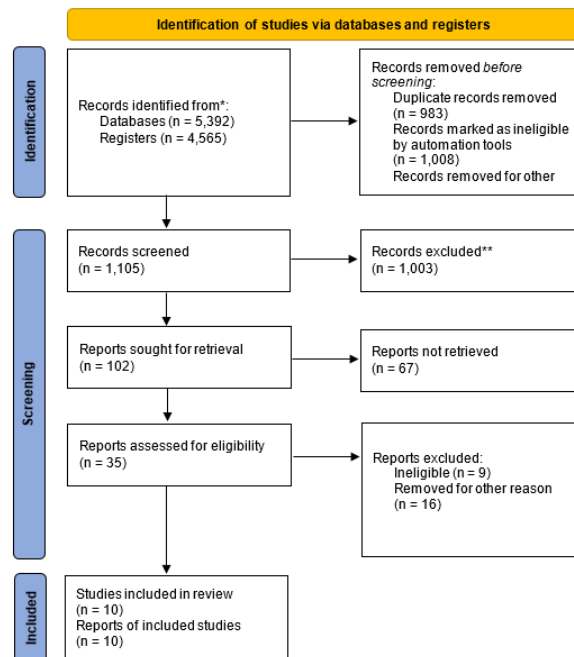 Identification of studies via databases and registers
Identification
Records identified from*:
Databases (n = 5,392)
Registers (n = 4,565)
Records removed before
screening:
Duplicate records removed
(n = 983)
Records marked as ineligible
by automation tools
(n = 1,008)
Records removed for other
Screening
Records screened
(n = 1,105)
Records excluded**
(n = 1,003)
Reports sought for retrieval
(n = 102)
Reports not retrieved
(n = 67)
Reports assessed for eligibility
(n = 35)
Reports excluded:
Ineligible (n = 9)
Removed for other reason
(n = 16)
Included
Studies included in review
(n = 10)
Reports of included studies
(n = 10)